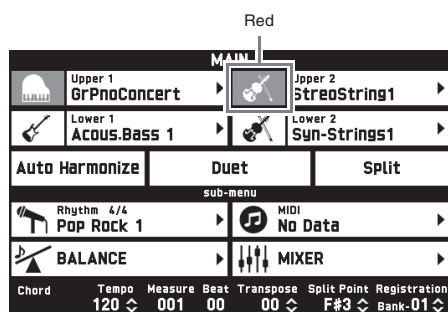 Red
MAIN
Upper 1
GrPnoConcert
Upper 2
StreoString1
Lower 1
Acous.Bass 1
Lower 2
Syn-Strings1
Auto Harmonize Duet Split
sub-menu
Rhythm 4/4
Pop Rock 1
MIDI
No Data
BALANCE MIXER
Chord Tempo Measure Beat Transpose Split Point Registration
120 001 00 00 F#3 Bank-01